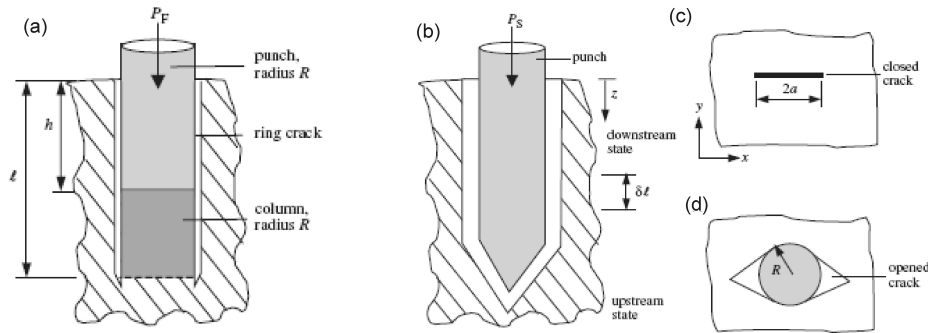 (a)
P_F
punch,
radius R
h
ring crack
ℓ
column,
radius R
(b)
P_S
punch
z
downstream
state
δℓ
upstream
state
(c)
closed
crack
2a
y
x
(d)
R
opened
crack